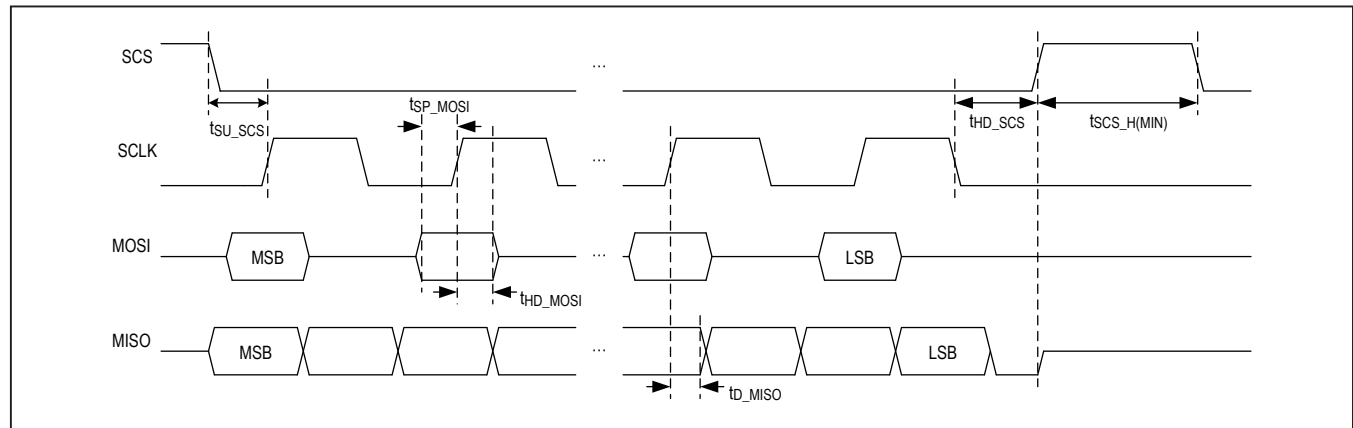 SCS
...
tSP_MOSI
tSU_SCS
tHD_SCS
tSCS_H(MIN)
SCLK
...
MOSI
MSB
...
LSB
tHD_MOSI
MISO
MSB
...
LSB
tD_MISO